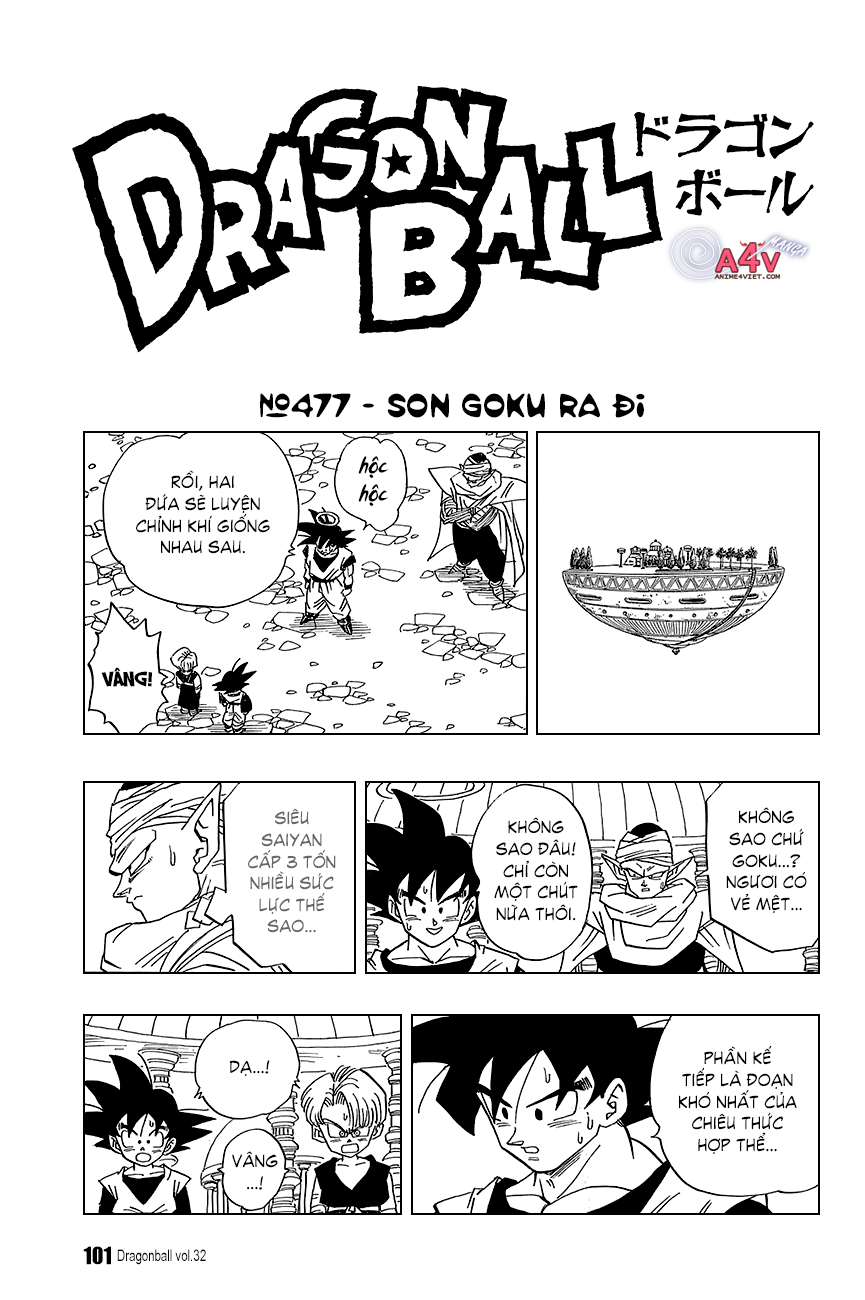 DRAGON
BALL
ドラゴン
ボール
A4V
MANGA
ANIME4VIET.COM
№477 - SON GOKU RA ĐI
hộc
hộc
RỒI, HAI
ĐỨA SẼ LUYỆN
CHỈNH KHÍ GIỐNG
NHAU SAU.
VÂNG!
KHÔNG
SAO CHỨ
GOKU...?
NGƯƠI CÓ
VẺ MỆT...
KHÔNG
SAO ĐÂU!
CHỈ CÒN
MỘT CHÚT
NỮA THÔI.
SIÊU
SAIYAN
CẤP 3 TỐN
NHIỀU SỨC
LỰC THẾ
SAO...
PHẦN KẾ
TIẾP LÀ ĐOẠN
KHÓ NHẤT CỦA
CHIÊU THỨC
HỢP THỂ...
DẠ...!
VÂNG
...!
101 Dragonball vol.32